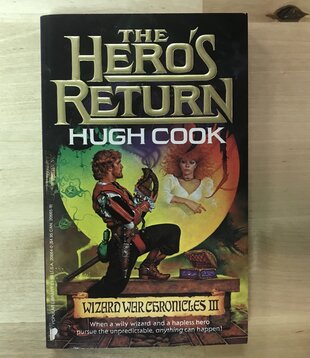 THE
HERO'S
RETURN
HUGH COOK
WIZARD WAR CHRONICLES III
When a wily wizard and a hapless hero
pursue the unpredictable, anything can happen!